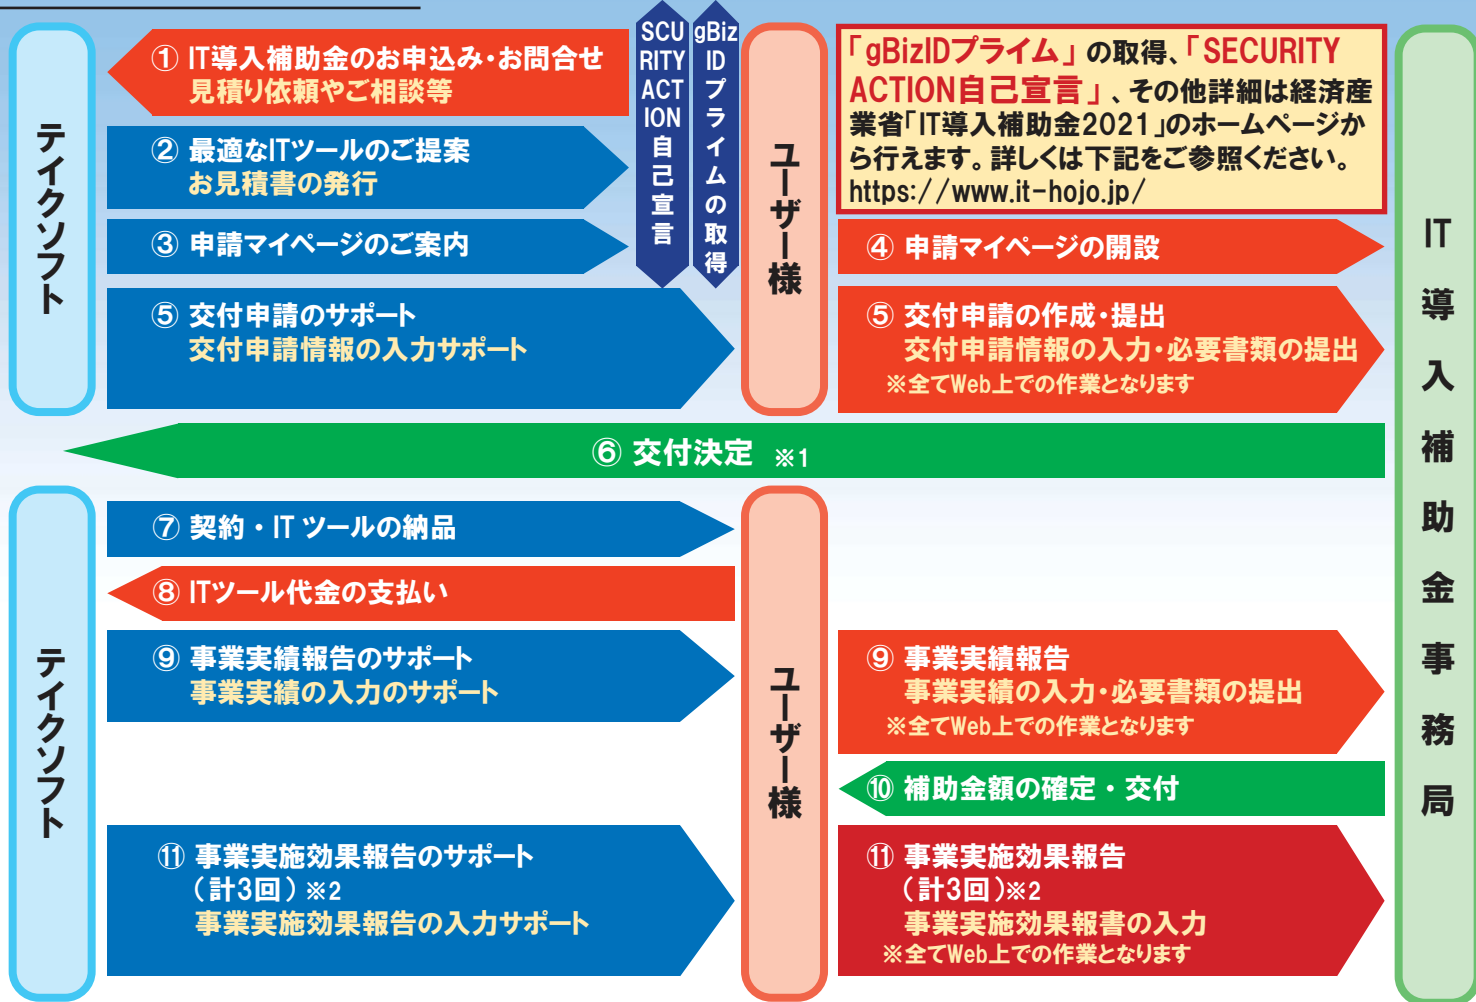 テイクソフト
① IT導入補助金のお申込み・お問合せ
見積り依頼やご相談等
② 最適なITツールのご提案
お見積書の発行
③ 申請マイページのご案内
⑤ 交付申請のサポート
交付申請情報の入力サポート
SCU
RITY
ACT
ION
自
己
宣
言
gBiz
ID
プ
ラ
イ
ム
の
取
得
ユーザー様
「gBizIDプライム」の取得、「SECURITY
ACTION自己宣言」、その他詳細は経済産
業省「IT導入補助金2021」のホームページか
ら行えます。詳しくは下記をご参照ください。
https://www.it-hojo.jp/
④ 申請マイページの開設
⑤ 交付申請の作成・提出
交付申請情報の入力・必要書類の提出
※全てWeb上での作業となります
IT導入補助金事務局
⑥ 交付決定 ※1
テイクソフト
⑦ 契約・IT ツールの納品
⑧ ITツール代金の支払い
⑨ 事業実績報告のサポート
事業実績の入力のサポート
⑪ 事業実施効果報告のサポート
（計3回）※2
事業実施効果報告の入力サポート
ユーザー様
⑨ 事業実績報告
事業実績の入力・必要書類の提出
※全てWeb上での作業となります
⑩ 補助金額の確定・交付
⑪ 事業実施効果報告
（計3回）※2
事業実施効果報書の入力
※全てWeb上での作業となります